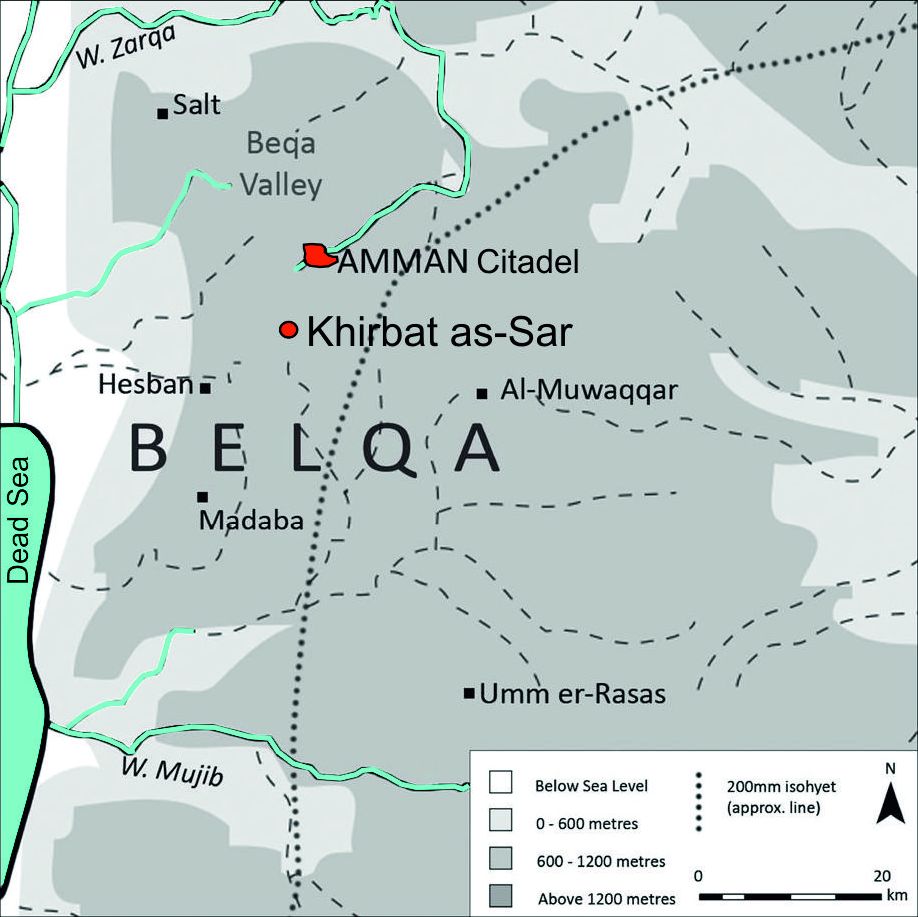 W. Zarqa
Salt
Beqa
Valley
AMMAN Citadel
Khirbat as-Sar
Hesban
Al-Muwaqqar
BELQA
Dead Sea
Madaba
Umm er-Rasas
W. Mujib
Below Sea Level
0 - 600 metres
600 - 1200 metres
Above 1200 metres
200mm isohyet
(approx. line)
N
0 20
km